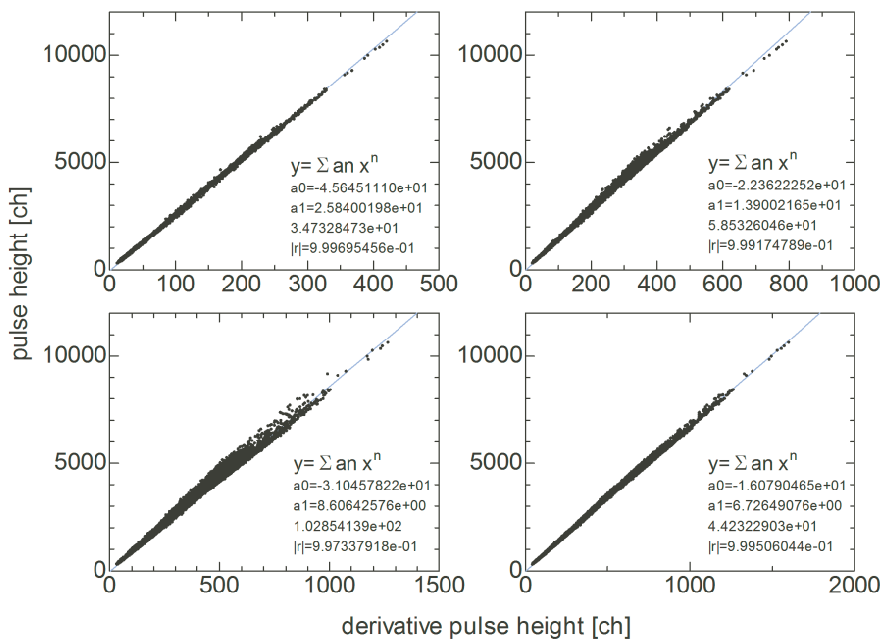 pulse height [ch]
10000
5000
0
0 100 200 300 400 500
y= Σ an xⁿ
a0=-4.56451110e+01
a1=2.58400198e+01
3.47328473e+01
|r|=9.99695456e-01
10000
5000
0
0 200 400 600 800 1000
y= Σ an xⁿ
a0=-2.23622252e+01
a1=1.39002165e+01
5.85326046e+01
|r|=9.99174789e-01
10000
5000
0
0 500 1000 1500
y= Σ an xⁿ
a0=-3.10457822e+01
a1=8.60642576e+00
1.02854139e+02
|r|=9.97337918e-01
10000
5000
0
0 1000 2000
y= Σ an xⁿ
a0=-1.60790465e+01
a1=6.72649076e+00
4.42322903e+01
|r|=9.99506044e-01
derivative pulse height [ch]